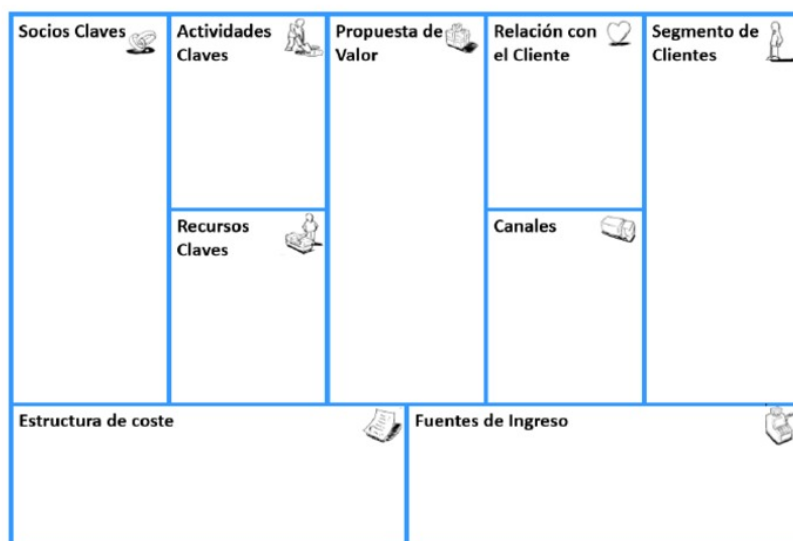 Socios Claves
Actividades
Claves
Propuesta de
Valor
Relación con
el Cliente
Segmento de
Clientes
Recursos
Claves
Canales
Estructura de coste
Fuentes de Ingreso